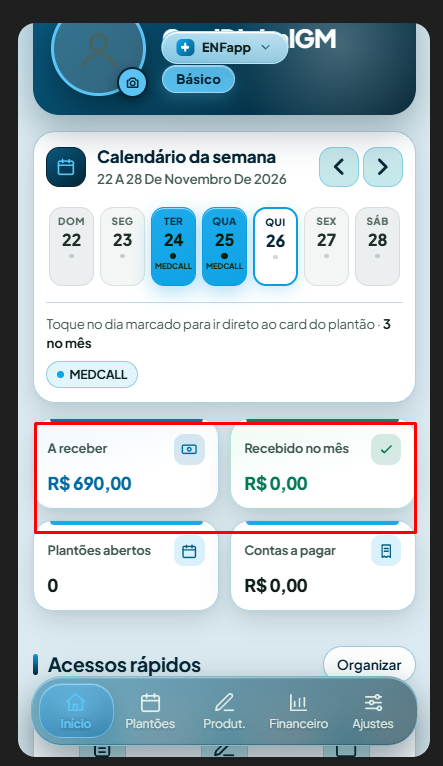 ENFapp
Básico
Calendário da semana
22 A 28 De Novembro De 2026
DOM SEG TER QUA QUI SEX SÁB
22 23 24 25 26 27 28
MEDCALL MEDCALL
Toque no dia marcado para ir direto ao card do plantão · 3
no mês
MEDCALL
A receber Recebido no mês
R$ 690,00 R$ 0,00
Plantões abertos Contas a pagar
0 R$ 0,00
Acessos rápidos Organizar
Início Plantões Produt. Financeiro Ajustes